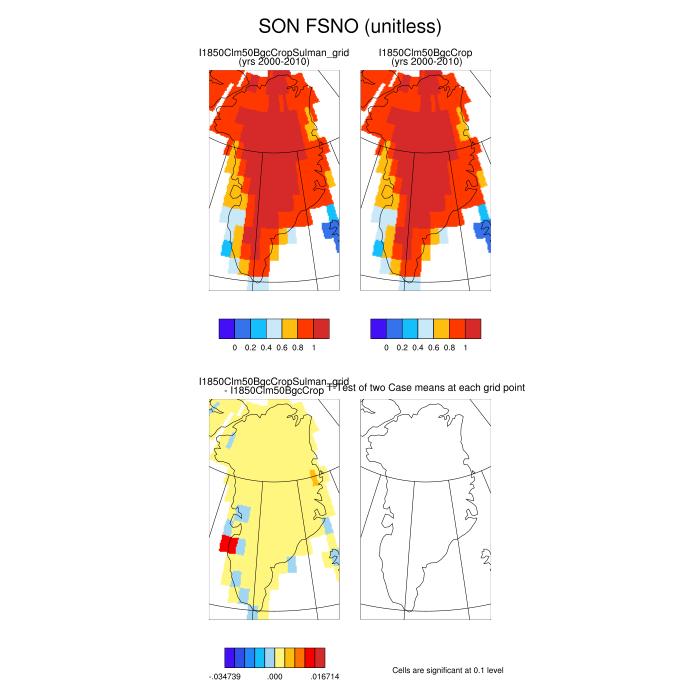 SON FSNO (unitless)
I1850Clm50BgcCropSulman_grid
(yrs 2000-2010)
I1850Clm50BgcCrop
(yrs 2000-2010)
0 0.2 0.4 0.6 0.8 1
0 0.2 0.4 0.6 0.8 1
I1850Clm50BgcCropSulman_grid
- I1850Clm50BgcCrop
T-Test of two Case means at each grid point
-.034739 .000 .016714
Cells are significant at 0.1 level